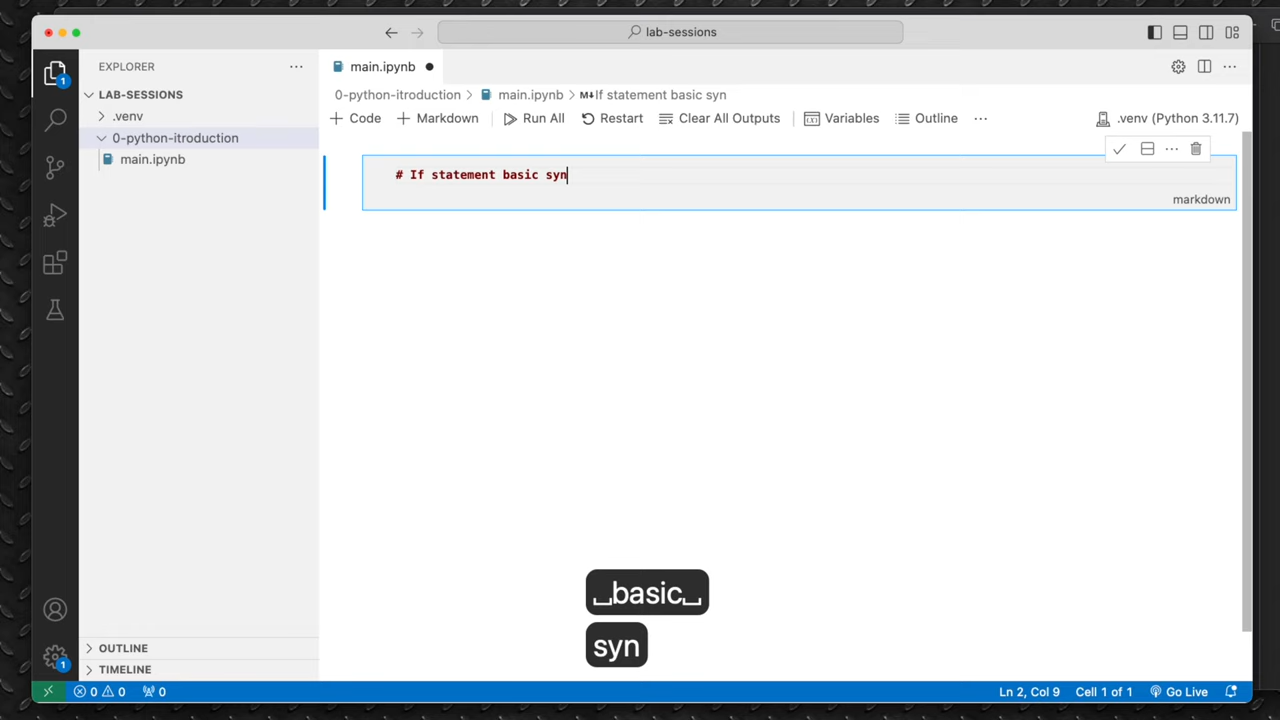 lab-sessions
EXPLORER
main.ipynb
LAB-SESSIONS
.venv
0-python-itroduction
main.ipynb
0-python-itroduction > main.ipynb > M↓If statement basic syn
+ Code + Markdown Run All Restart Clear All Outputs Variables Outline ... .venv (Python 3.11.7)
# If statement basic syn
markdown
␣basic␣
syn
OUTLINE
TIMELINE
1
1
0 0 0 Ln 2, Col 9 Cell 1 of 1 Go Live